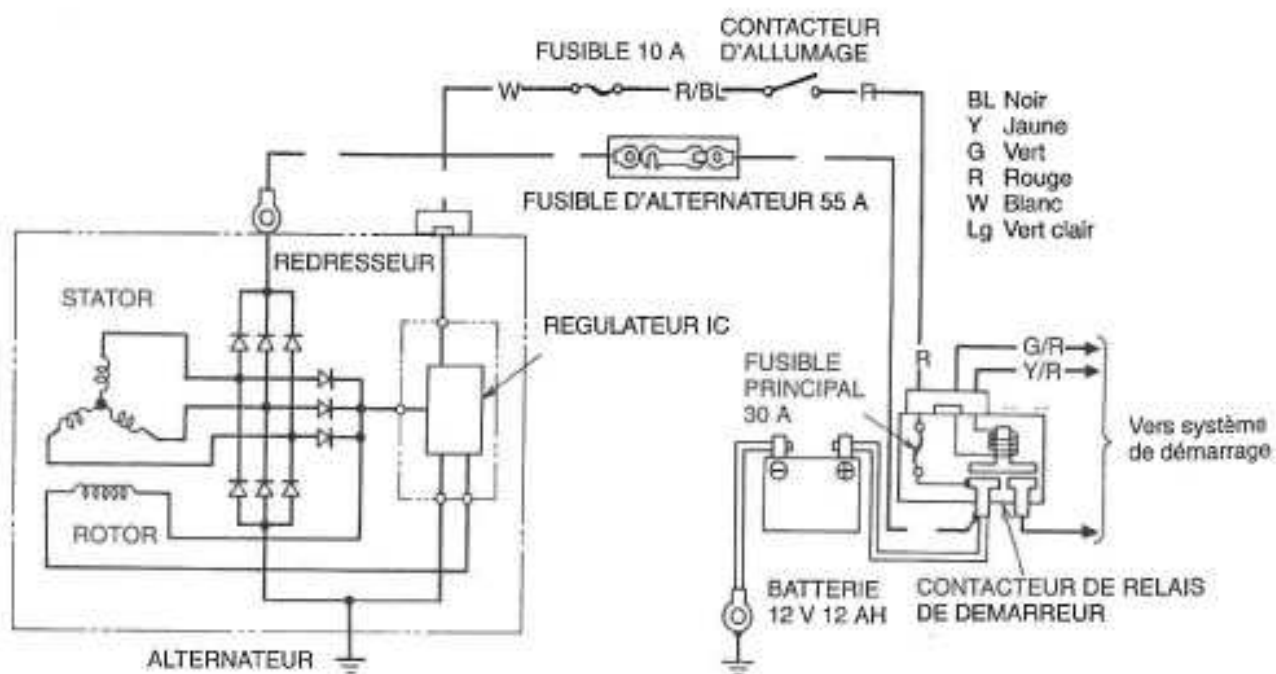 CONTACTEUR
D'ALLUMAGE
FUSIBLE 10 A
W
R/BL
R
BL Noir
Y Jaune
G Vert
R Rouge
W Blanc
Lg Vert clair
FUSIBLE D'ALTERNATEUR 55 A
REDRESSEUR
STATOR
REGULATEUR IC
FUSIBLE
PRINCIPAL
30 A
R
G/R
Y/R
Vers système
de démarrage
ROTOR
BATTERIE
12 V 12 AH
CONTACTEUR DE RELAIS
DE DEMARREUR
ALTERNATEUR